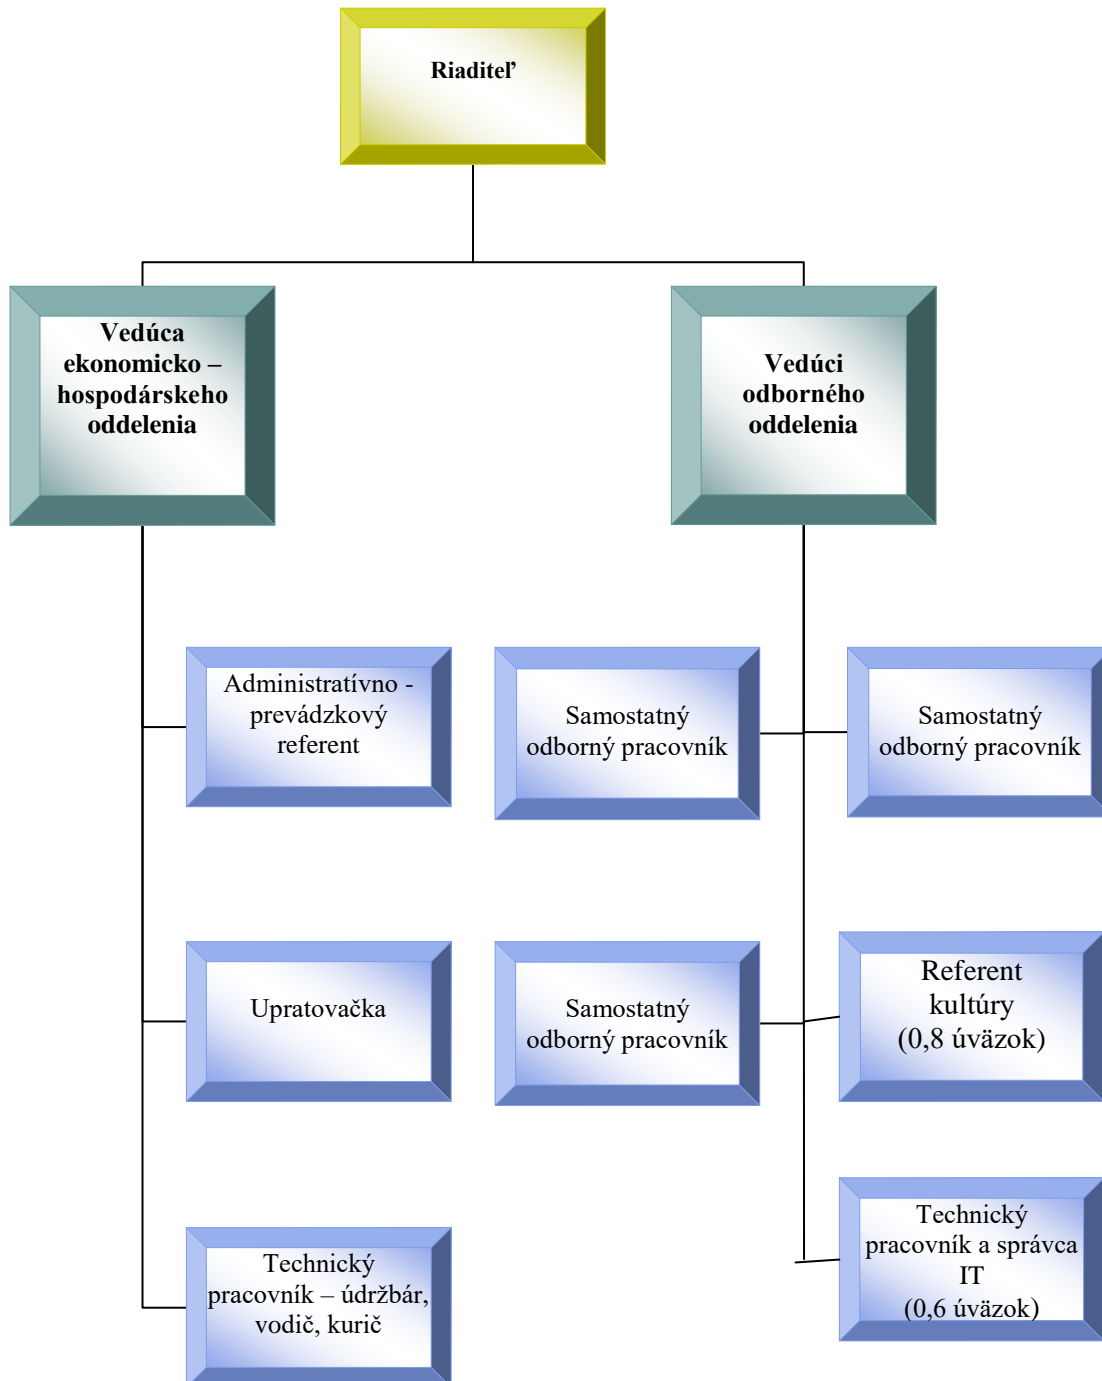 Riaditeľ
Vedúca
ekonomicko –
hospodárskeho
oddelenia
Vedúci
odborného
oddelenia
Administratívno -
prevádzkový
referent
Samostatný
odborný pracovník
Samostatný
odborný pracovník
Upratovačka
Samostatný
odborný pracovník
Referent
kultúry
(0,8 úväzok)
Technický
pracovník – údržbár,
vodič, kurič
Technický
pracovník a správca
IT
(0,6 úväzok)